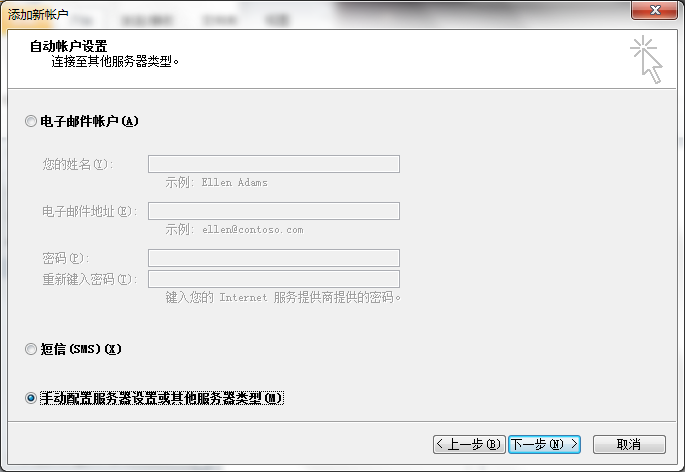 添加新帐户
自动帐户设置
连接至其他服务器类型。
电子邮件帐户(A)
您的姓名(Y):
示例: Ellen Adams
电子邮件地址(E):
示例: ellen@contoso.com
密码(P):
重新键入密码(T):
键入您的 Internet 服务提供商提供的密码。
短信(SMS)(X)
手动配置服务器设置或其他服务器类型(M)
< 上一步(B) 下一步(N) > 取消